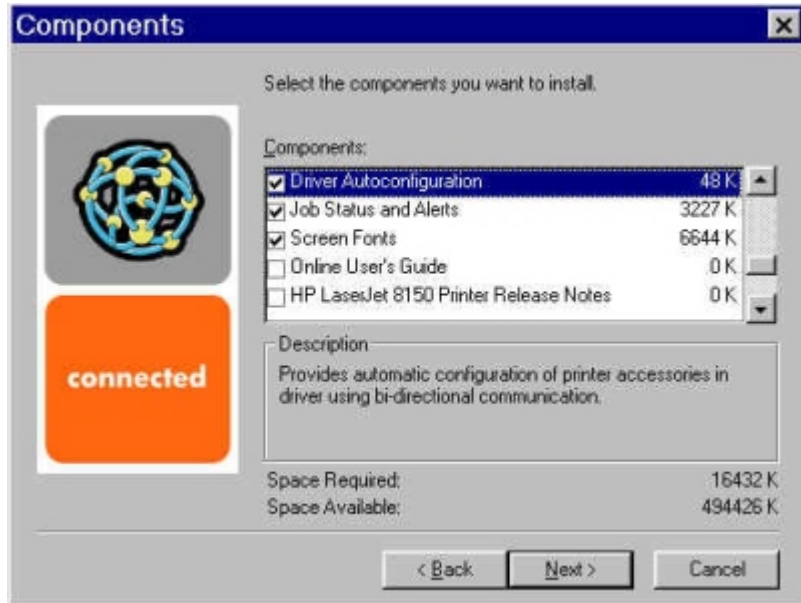 Components
Select the components you want to install.
Components:
Driver Autoconfiguration 48 K
Job Status and Alerts 3227 K
Screen Fonts 6644 K
Online User's Guide 0 K
HP LaserJet 8150 Printer Release Notes 0 K
connected
Description
Provides automatic configuration of printer accessories in
driver using bi-directional communication.
Space Required: 16432 K
Space Available: 494426 K
< Back Next > Cancel